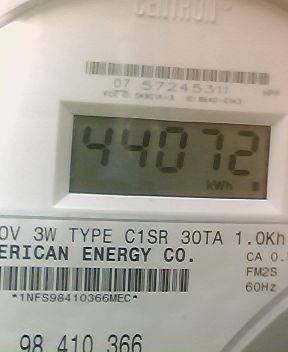 CENTRON
07 57245311
44072
kWh
0V 3W TYPE C1SR 30TA 1.0Kh
ERICAN ENERGY CO.
CA 0.
FM2S
*1NFS98410366MEC*
60Hz
98 410 366